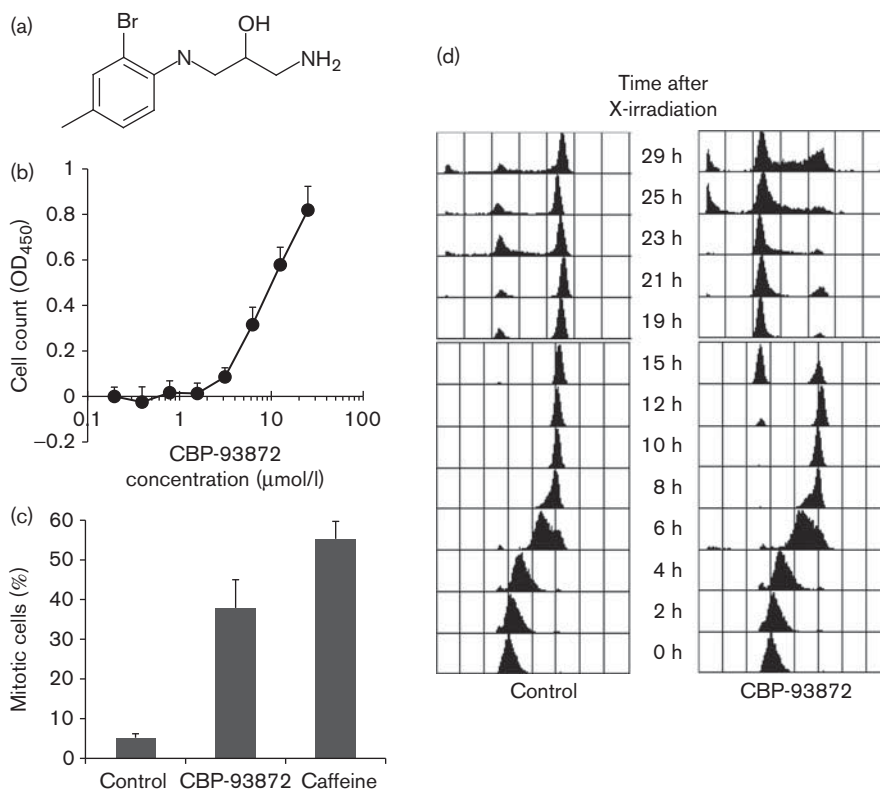 (a)
Br
OH
N
NH₂
(b)
Cell count (OD₄₅₀)
1
0.8
0.6
0.4
0.2
0
−0.2
0.1
1
10
100
CBP-93872
concentration (μmol/l)
(c)
Mitotic cells (%)
60
50
40
30
20
10
0
Control
CBP-93872
Caffeine
(d)
Time after
X-irradiation
29 h
25 h
23 h
21 h
19 h
15 h
12 h
10 h
8 h
6 h
4 h
2 h
0 h
Control
CBP-93872